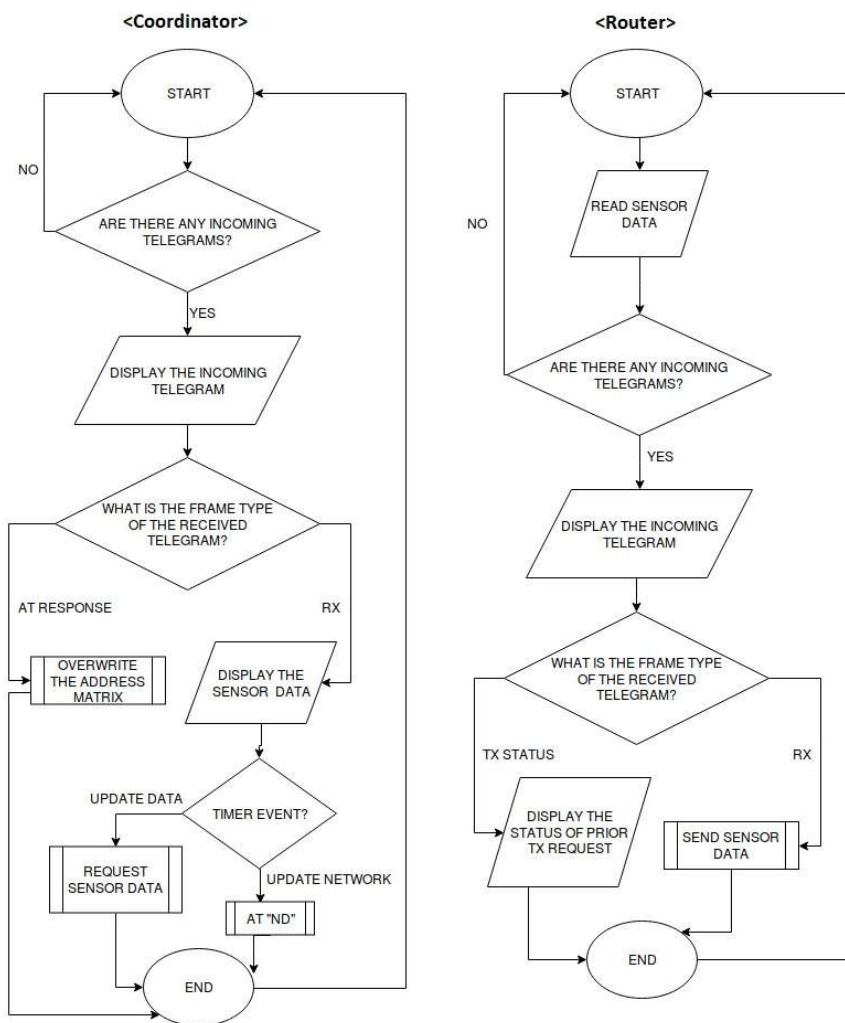 <Coordinator>
START
NO
ARE THERE ANY INCOMING
TELEGRAMS?
YES
DISPLAY THE INCOMING
TELEGRAM
WHAT IS THE FRAME TYPE
OF THE RECEIVED
TELEGRAM?
AT RESPONSE
RX
OVERWRITE
THE ADDRESS
MATRIX
DISPLAY THE
SENSOR DATA
TIMER EVENT?
UPDATE DATA
REQUEST
SENSOR DATA
UPDATE NETWORK
AT "ND"
END
<Router>
START
READ SENSOR
DATA
NO
ARE THERE ANY INCOMING
TELEGRAMS?
YES
DISPLAY THE INCOMING
TELEGRAM
WHAT IS THE FRAME TYPE
OF THE RECEIVED
TELEGRAM?
TX STATUS
RX
DISPLAY THE
STATUS OF PRIOR
TX REQUEST
SEND SENSOR
DATA
END